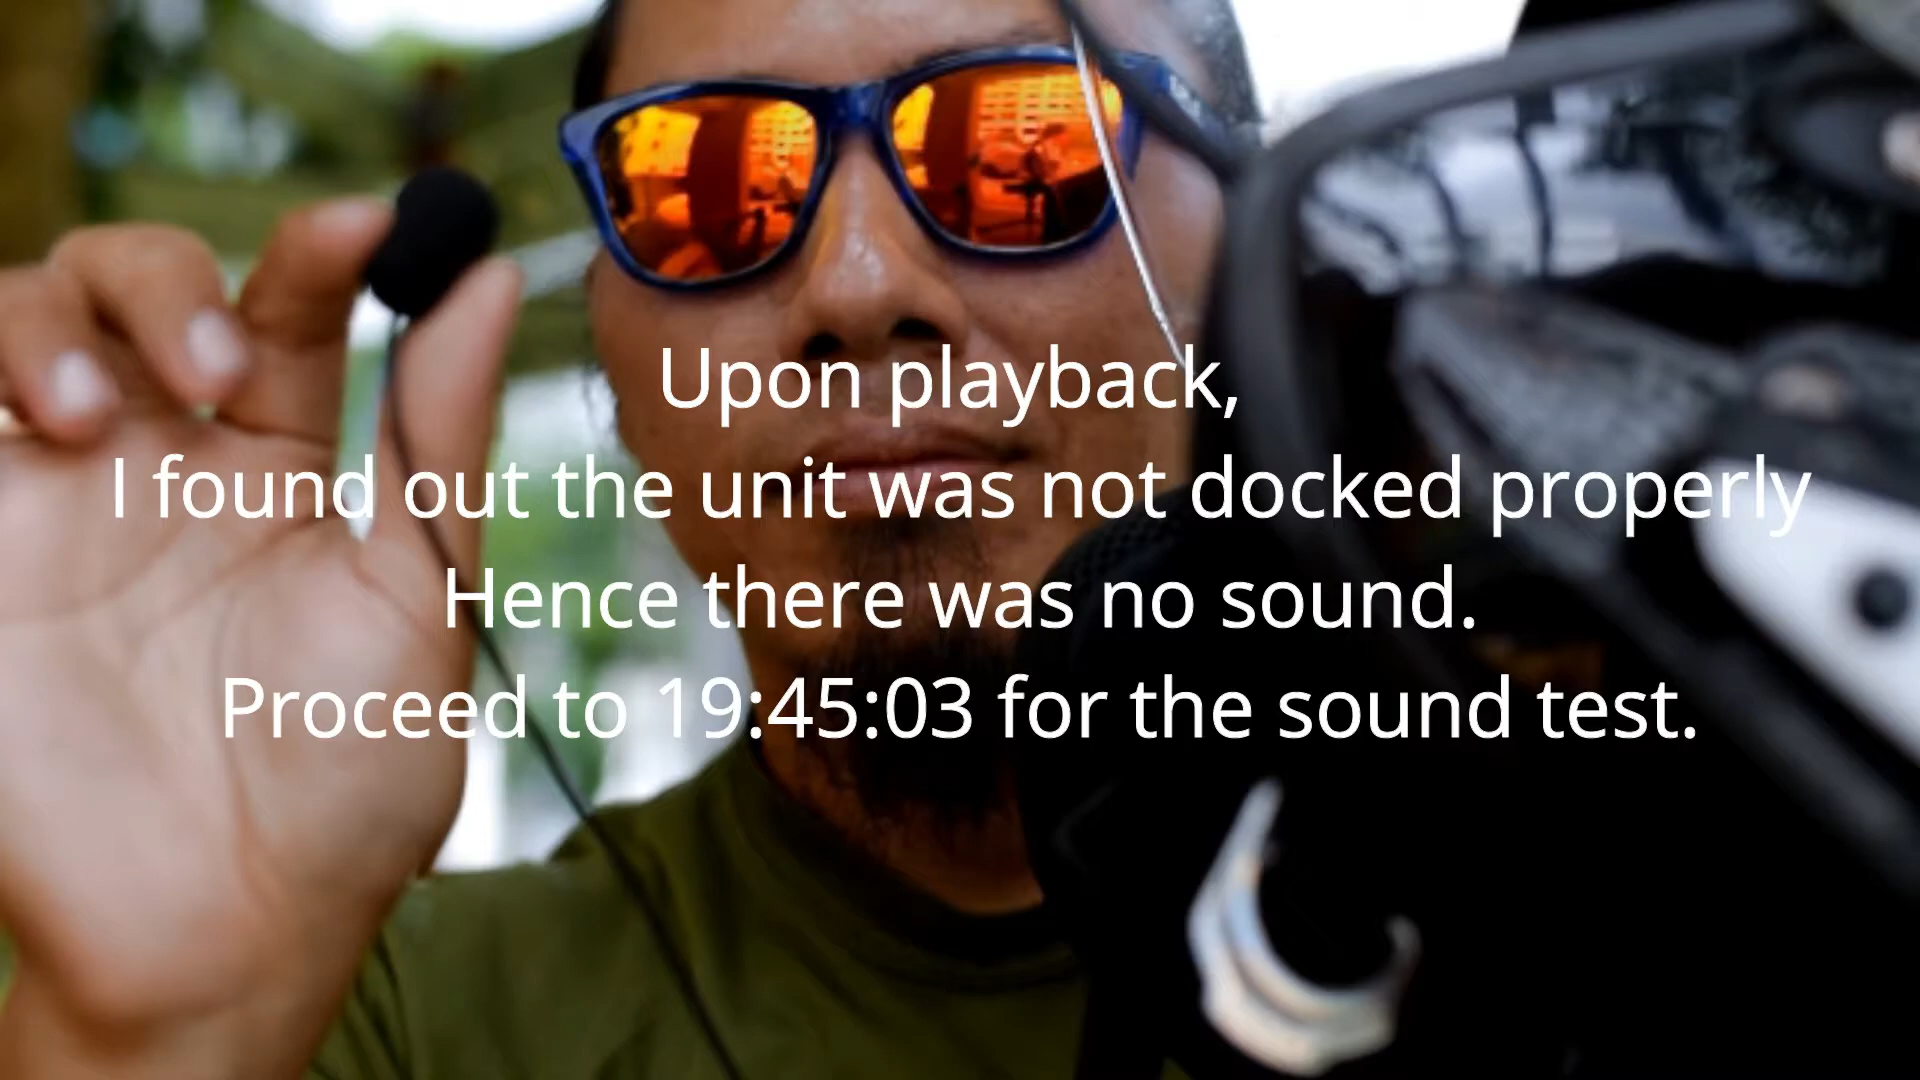 Upon playback,
I found out the unit was not docked properly
Hence there was no sound.
Proceed to 19:45:03 for the sound test.